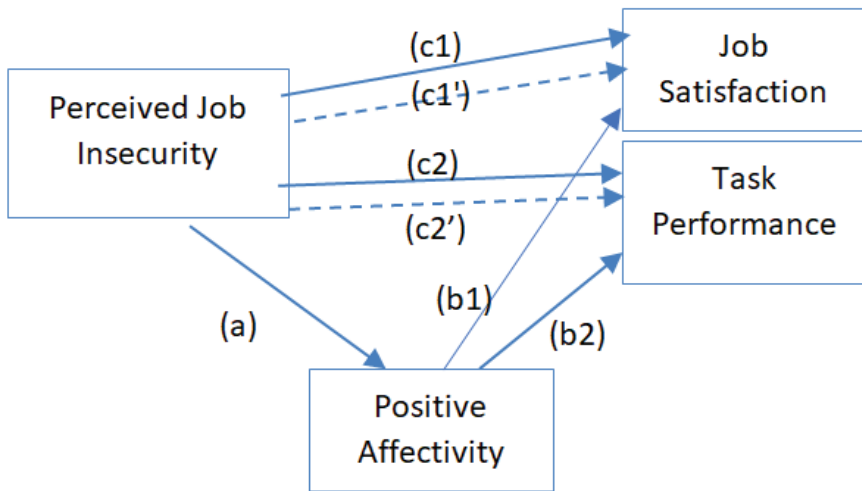 (c1)
Job
Satisfaction
Perceived Job
Insecurity
(c1')
(c2)
Task
Performance
(c2’)
(a)
(b1)
(b2)
Positive
Affectivity